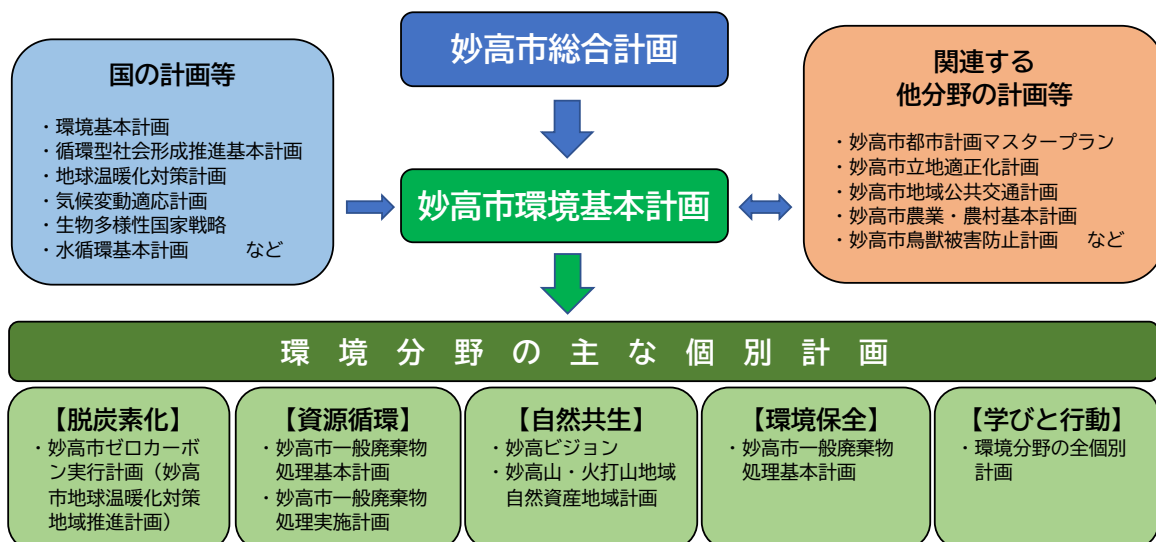 妙高市総合計画
国の計画等
・環境基本計画
・循環型社会形成推進基本計画
・地球温暖化対策計画
・気候変動適応計画
・生物多様性国家戦略
・水循環基本計画　　など
関連する
他分野の計画等
・妙高市都市計画マスタープラン
・妙高市立地適正化計画
・妙高市地域公共交通計画
・妙高市農業・農村基本計画
・妙高市鳥獣被害防止計画　など
妙高市環境基本計画
環境分野の主な個別計画
【脱炭素化】
・妙高市ゼロカーボ
ン実行計画（妙高
市地球温暖化対策
地域推進計画）
【資源循環】
・妙高市一般廃棄物
処理基本計画
・妙高市一般廃棄物
処理実施計画
【自然共生】
・妙高ビジョン
・妙高山・火打山地域
自然資産地域計画
【環境保全】
・妙高市一般廃棄物
処理基本計画
【学びと行動】
・環境分野の全個別
計画